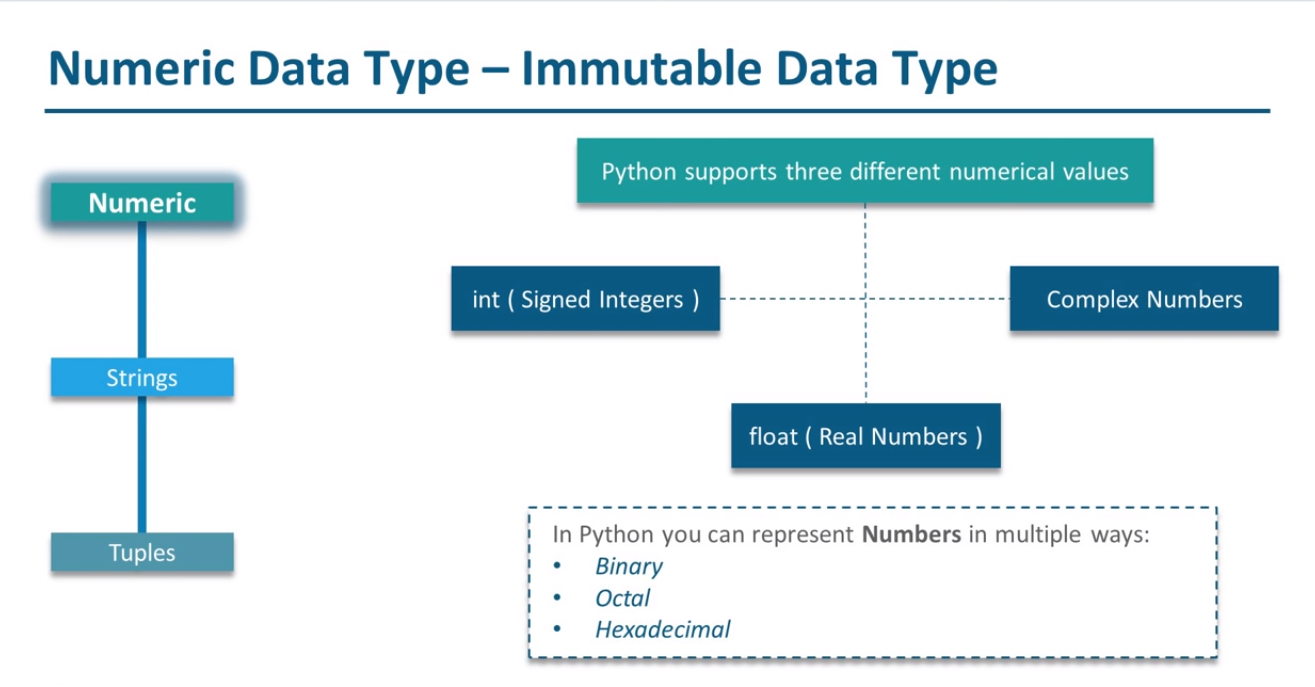 Numeric Data Type – Immutable Data Type
Numeric
Strings
Tuples
Python supports three different numerical values
int ( Signed Integers )
Complex Numbers
float ( Real Numbers )
In Python you can represent Numbers in multiple ways:
• Binary
• Octal
• Hexadecimal